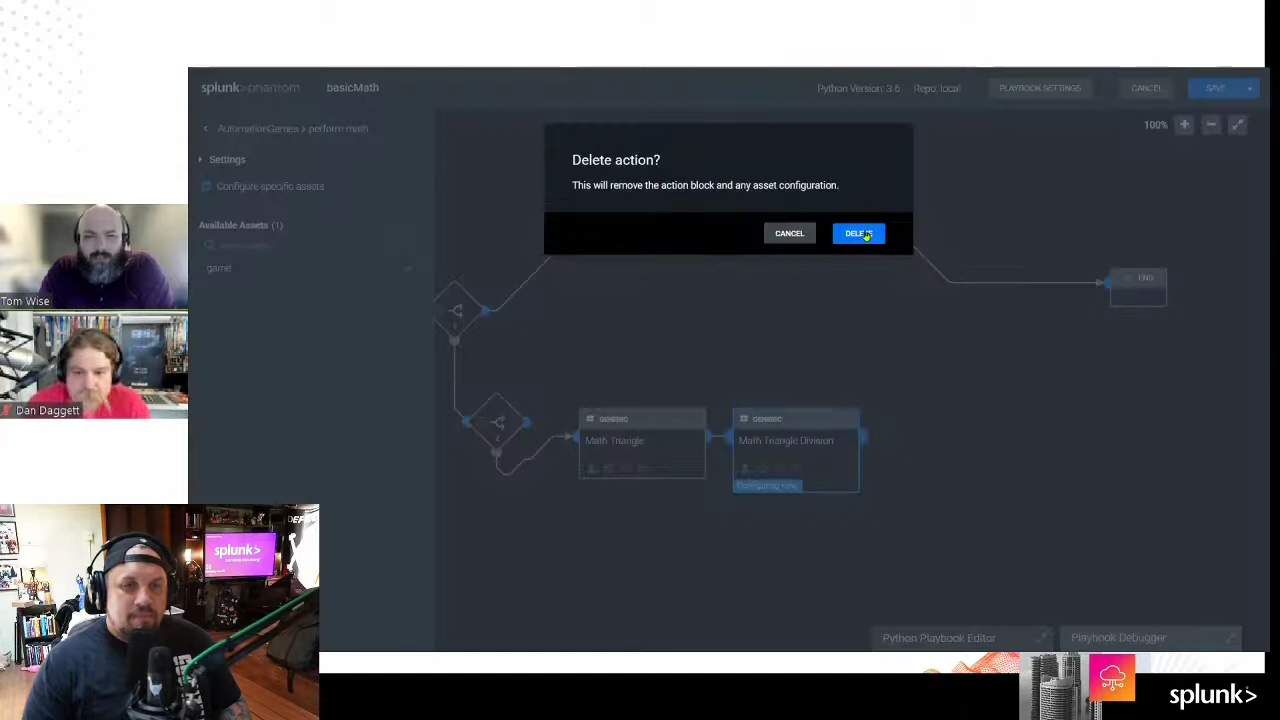 splunk>phantom
basicMath
Python Version: 3.6
Repo: local
PLAYBOOK SETTINGS
CANCEL
SAVE
AutomationGames > perform math
100%
Settings
Configure specific assets
Available Assets (1)
game
Delete action?
This will remove the action block and any asset configuration.
CANCEL
DELETE
END
GENERIC
Math Triangle
GENERIC
Math Triangle Division
Configuring now
Python Playbook Editor
Playbook Debugger
Tom Wise
Dan Daggett
splunk>
splunk>